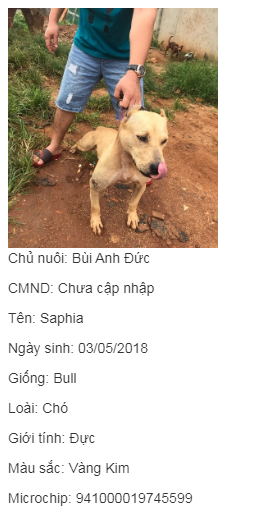 Chủ nuôi: Bùi Anh Đức
CMND: Chưa cập nhập
Tên: Saphia
Ngày sinh: 03/05/2018
Giống: Bull
Loài: Chó
Giới tính: Đực
Màu sắc: Vàng Kim
Microchip: 941000019745599